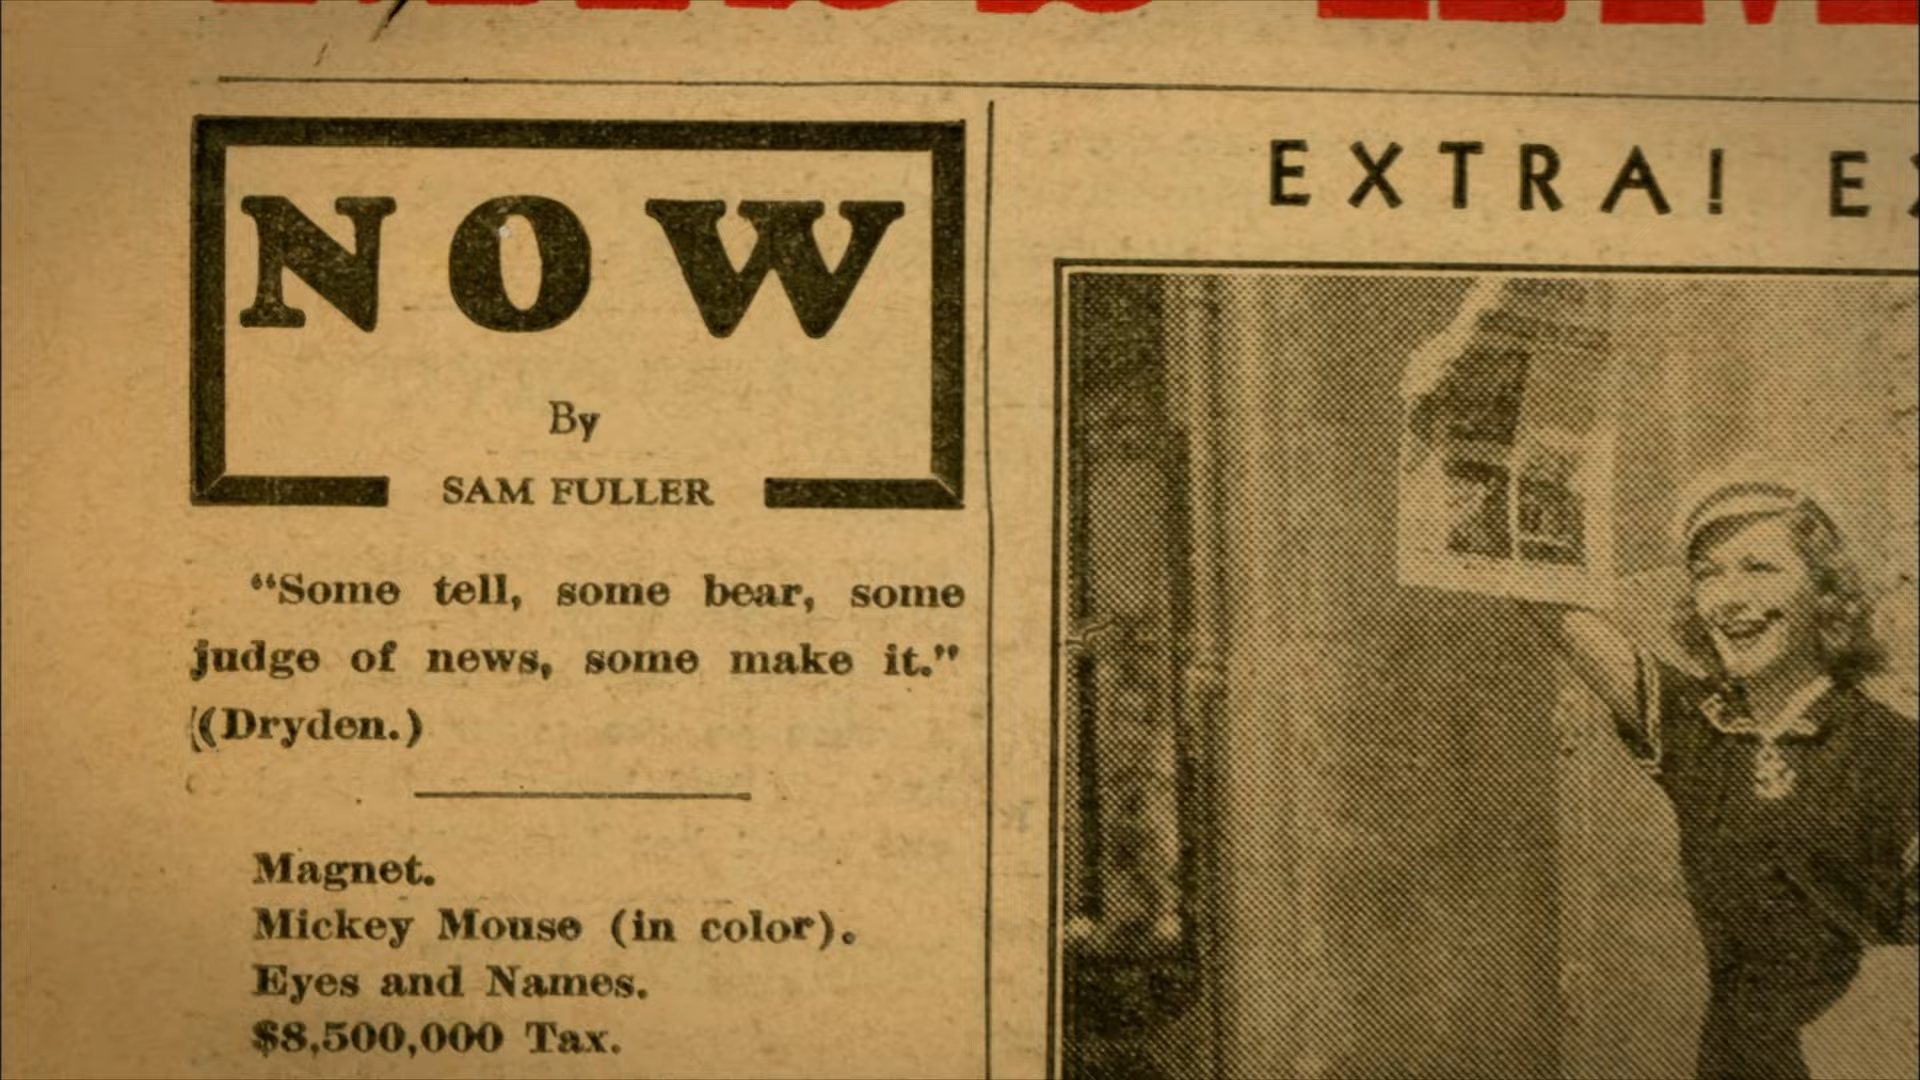 NOW
By
SAM FULLER
“Some tell, some bear, some
judge of news, some make it.”
(Dryden.)
Magnet.
Mickey Mouse (in color).
Eyes and Names.
$8,500,000 Tax.
EXTRA!